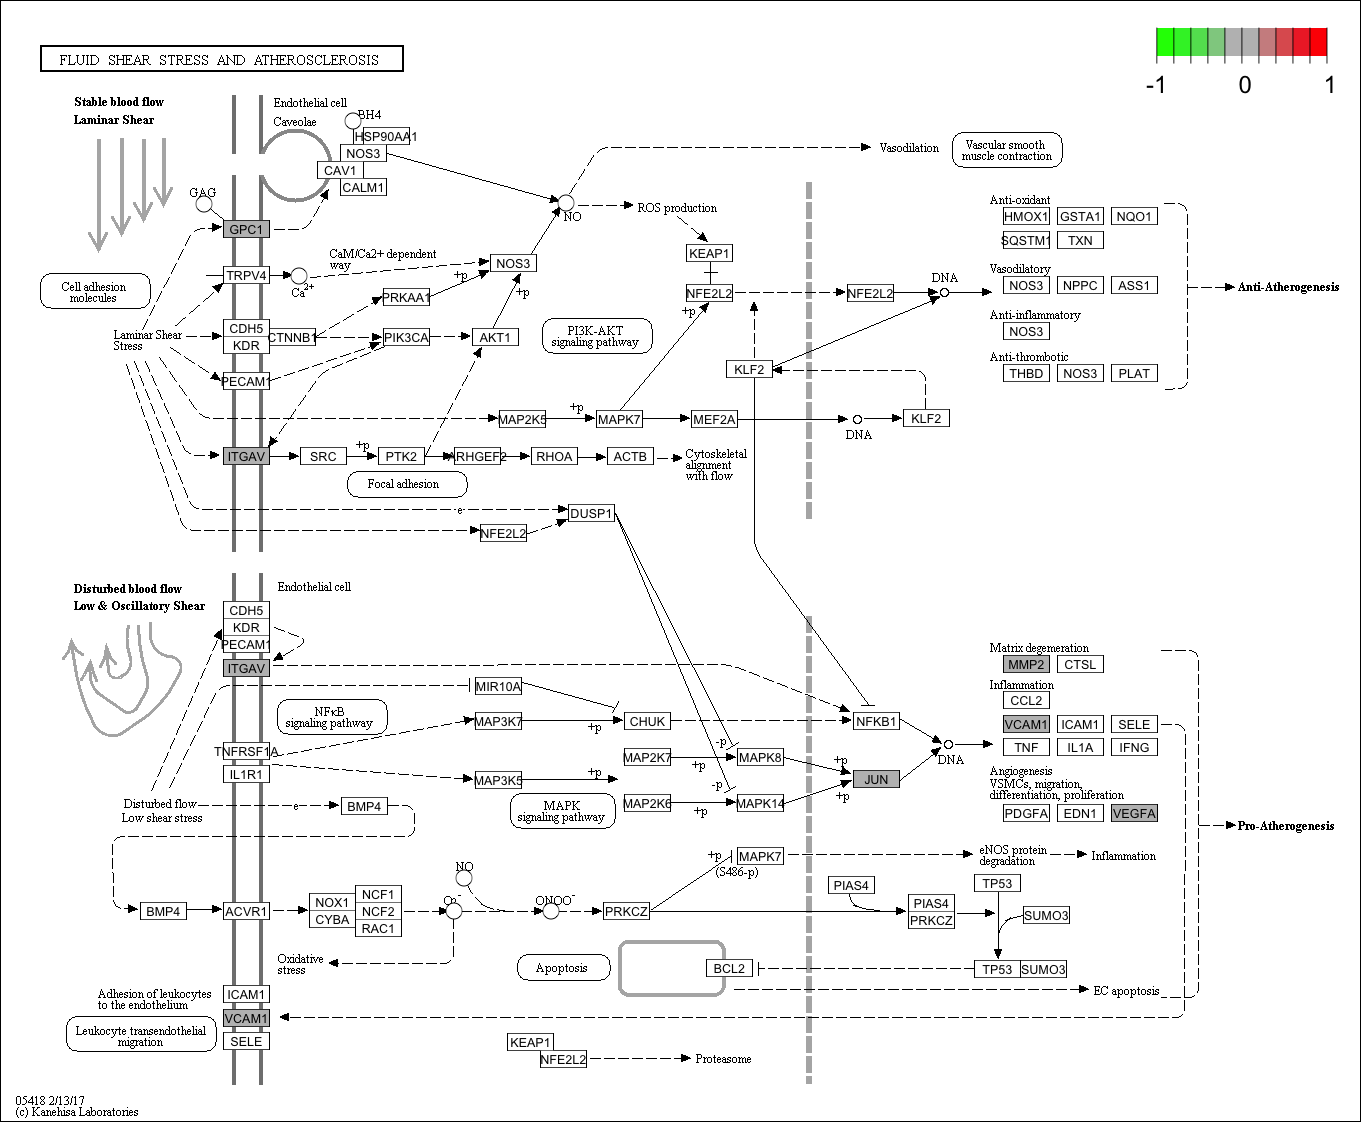 FLUID SHEAR STRESS AND ATHEROSCLEROSIS
-1 0 1
Stable blood flow
Laminar Shear
Endothelial cell
Caveolae
BH4
HSP90AA1
NOS3
CAV1
CALM1
Vasodilation
Vascular smooth
muscle contraction
GAG
GPC1
NO
ROS production
Anti-oxidant
HMOX1 GSTA1 NQO1
SQSTM1 TXN
CaM/Ca2+ dependent
way
TRPV4
Ca2+
NOS3
KEAP1
+p
+p
PRKAA1
NFE2L2
NFE2L2
DNA
Vasodilatory
NOS3 NPPC ASS1
Anti-Atherogenesis
Cell adhesion
molecules
Laminar Shear
Stress
CDH5
KDR
CTNNB1
PIK3CA
AKT1
PI3K-AKT
signaling pathway
+p
Anti-inflammatory
NOS3
PECAM1
KLF2
Anti-thrombotic
THBD NOS3 PLAT
MAP2K5
+p
MAPK7
MEF2A
DNA
KLF2
ITGAV
SRC
+p
PTK2
ARHGEF2
RHOA
ACTB
Cytoskeletal
alignment
with flow
Focal adhesion
e
DUSP1
NFE2L2
Disturbed blood flow
Low & Oscillatory Shear
Endothelial cell
CDH5
KDR
PECAM1
ITGAV
MIR10A
NFκB
signaling pathway
MAP3K7
+p
CHUK
NFKB1
Matrix degeneration
MMP2 CTSL
Inflammation
CCL2
VCAM1 ICAM1 SELE
TNF IL1A IFNG
TNFRSF1A
IL1R1
MAP3K5
+p
MAP2K7
+p
-p
MAPK8
+p
JUN
DNA
MAPK
signaling pathway
MAP2K6
+p
-p
MAPK14
+p
Angiogenesis
VSMCs, migration,
differentiation, proliferation
PDGFA EDN1 VEGFA
Pro-Atherogenesis
Disturbed flow
Low shear stress
e
BMP4
+p
MAPK7
(S486-p)
eNOS protein
degradation
Inflammation
NO
BMP4
ACVR1
NOX1
CYBA
NCF1
NCF2
RAC1
O2-
ONOO-
PRKCZ
PIAS4
PIAS4
PRKCZ
TP53
SUMO3
Oxidative
stress
Apoptosis
BCL2
TP53 SUMO3
EC apoptosis
Adhesion of leukocytes
to the endothelium
ICAM1
VCAM1
SELE
Leukocyte transendothelial
migration
KEAP1
NFE2L2
Proteasome
05418 2/13/17
(c) Kanehisa Laboratories